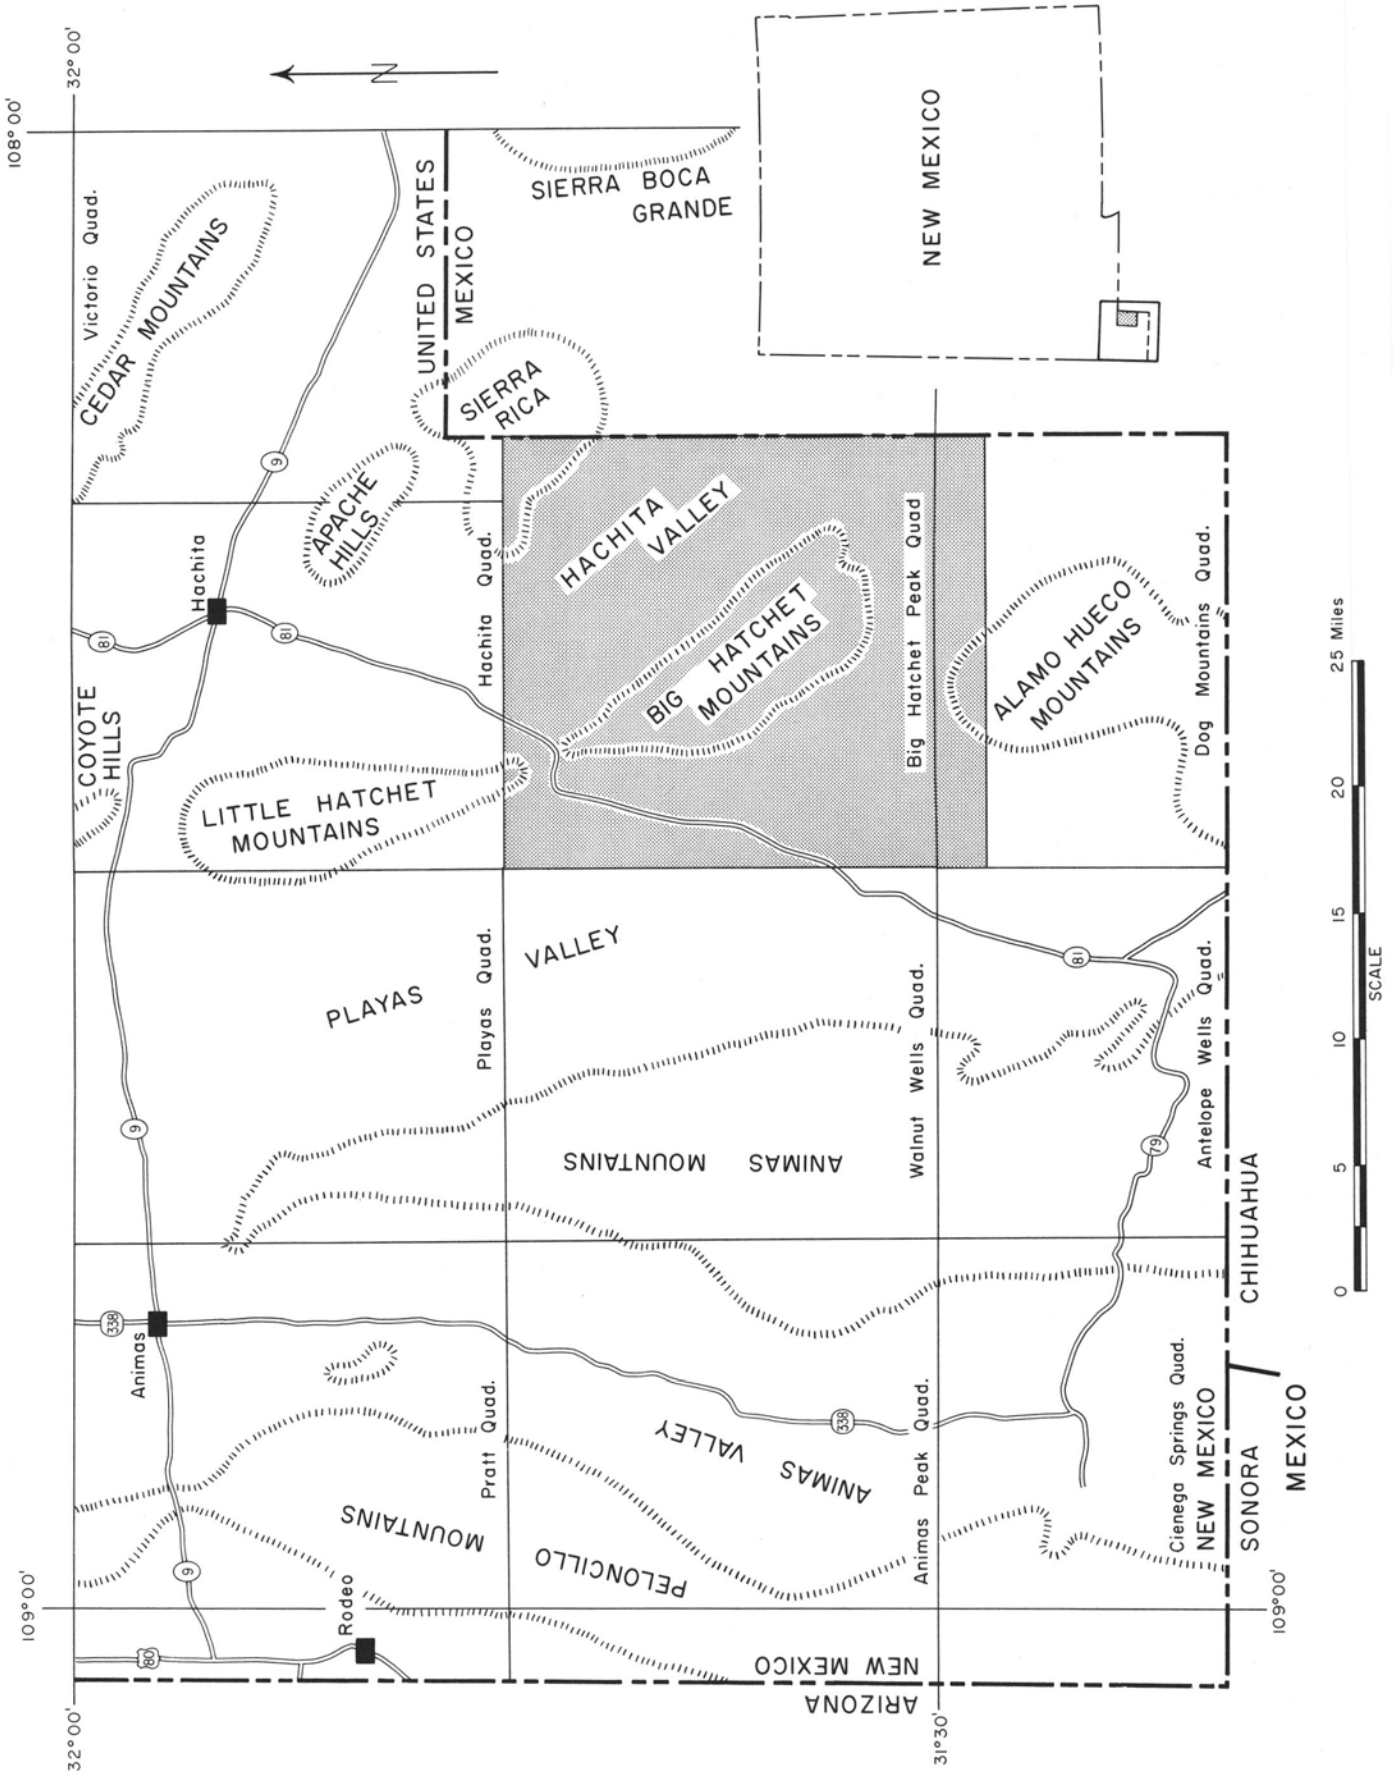 109° 00'
108° 00'
32° 00'
32° 00'
N
80
Rodeo
9
PELONCILLO
MOUNTAINS
Pratt Quad.
338
Animas
9
PLAYAS
VALLEY
Playas Quad.
COYOTE
HILLS
LITTLE HATCHET
MOUNTAINS
81
Hachita
81
Hachita Quad.
APACHE
HILLS
9
Victorio Quad.
CEDAR MOUNTAINS
UNITED STATES
MEXICO
SIERRA
RICA
SIERRA BOCA
GRANDE
ANIMAS
VALLEY
338
Animas Peak Quad.
ANIMAS
MOUNTAINS
Walnut Wells Quad.
HACHITA
VALLEY
BIG HATCHET
MOUNTAINS
Big Hatchet Peak Quad
ARIZONA
NEW MEXICO
31° 30'
79
81
Antelope Wells Quad.
ALAMO HUECO
MOUNTAINS
Dog Mountains Quad.
Cienega Springs Quad.
NEW MEXICO
SONORA
CHIHUAHUA
MEXICO
109° 00'
NEW MEXICO
0 5 10 15 20 25 Miles
SCALE